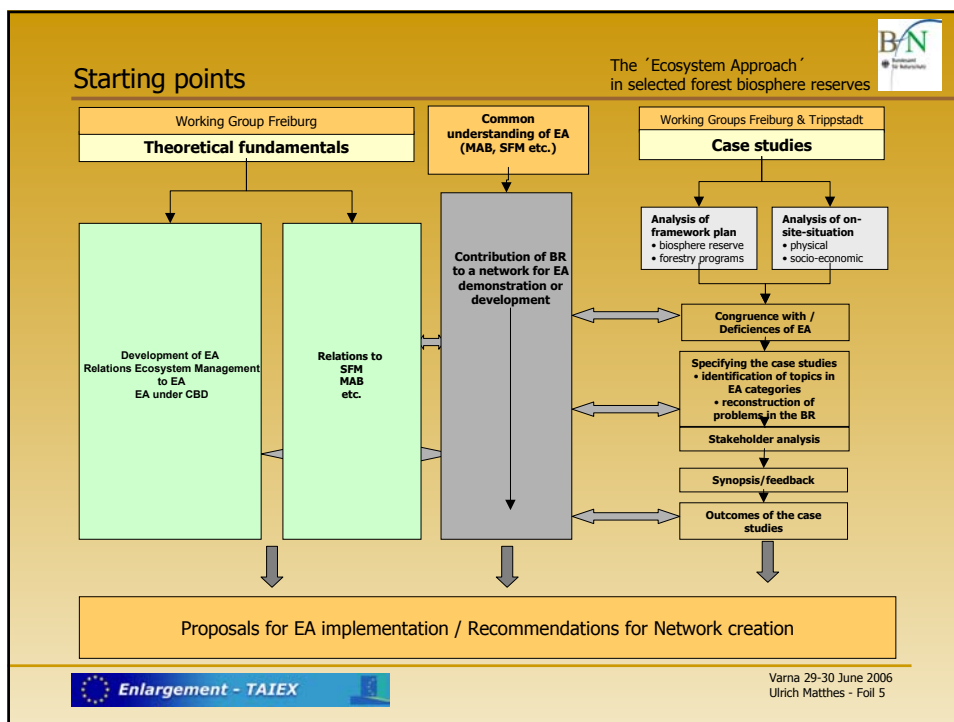 Starting points
The ´Ecosystem Approach´
in selected forest biosphere reserves
BfN
Bundesamt
für Naturschutz
Working Group Freiburg
Theoretical fundamentals
Common
understanding of EA
(MAB, SFM etc.)
Working Groups Freiburg & Trippstadt
Case studies
Development of EA
Relations Ecosystem Management
to EA
EA under CBD
Relations to
SFM
MAB
etc.
Contribution of BR
to a network for EA
demonstration or
development
Analysis of
framework plan
• biosphere reserve
• forestry programs
Analysis of on-
site-situation
• physical
• socio-economic
Congruence with /
Deficiences of EA
Specifying the case studies
• identification of topics in
EA categories
• reconstruction of
problems in the BR
Stakeholder analysis
Synopsis/feedback
Outcomes of the case
studies
Proposals for EA implementation / Recommendations for Network creation
Enlargement - TAIEX
Varna 29-30 June 2006
Ulrich Matthes - Foil 5